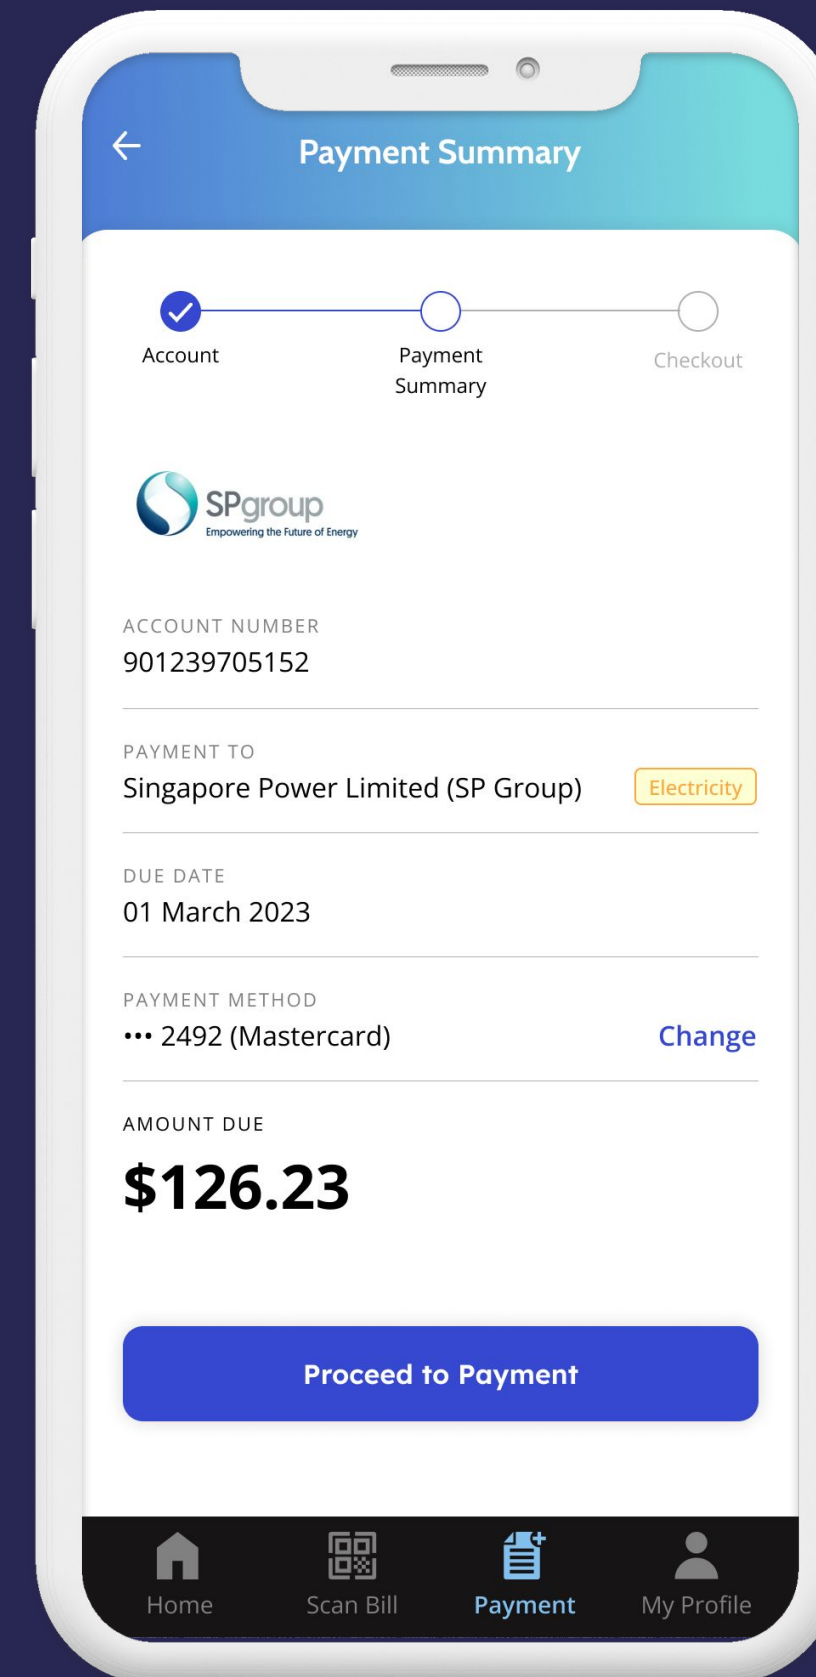 Payment Summary
Account
Payment
Summary
Checkout
SPgroup
Empowering the Future of Energy
ACCOUNT NUMBER
901239705152
PAYMENT TO
Singapore Power Limited (SP Group)
Electricity
DUE DATE
01 March 2023
PAYMENT METHOD
••• 2492 (Mastercard)
Change
AMOUNT DUE
$126.23
Proceed to Payment
Home
Scan Bill
Payment
My Profile